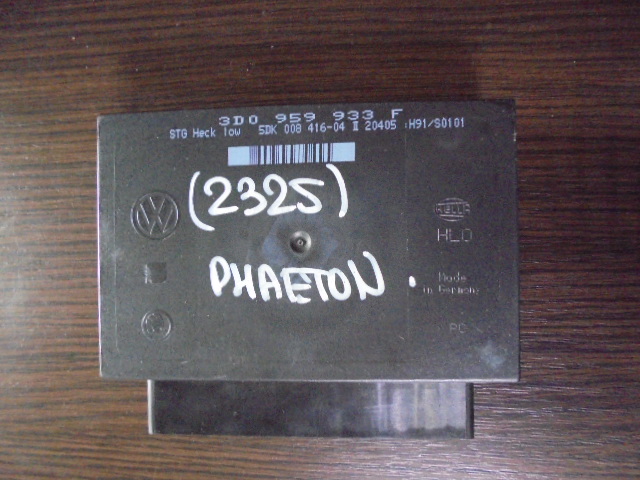 3D0 959 933 F
STG Heck low 5DK 008 416-04 II 20405 :H91/S0101
(2325)
HELLA
HLO
PHAETON .
Made
in Germany
PC